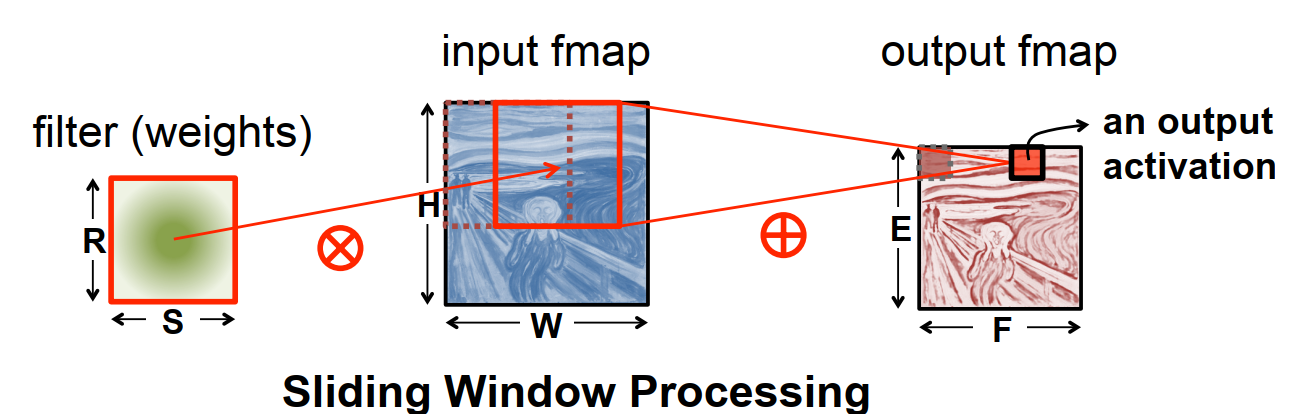 input fmap
output fmap
filter (weights)
an output
activation
R
S
H
W
E
F
Sliding Window Processing